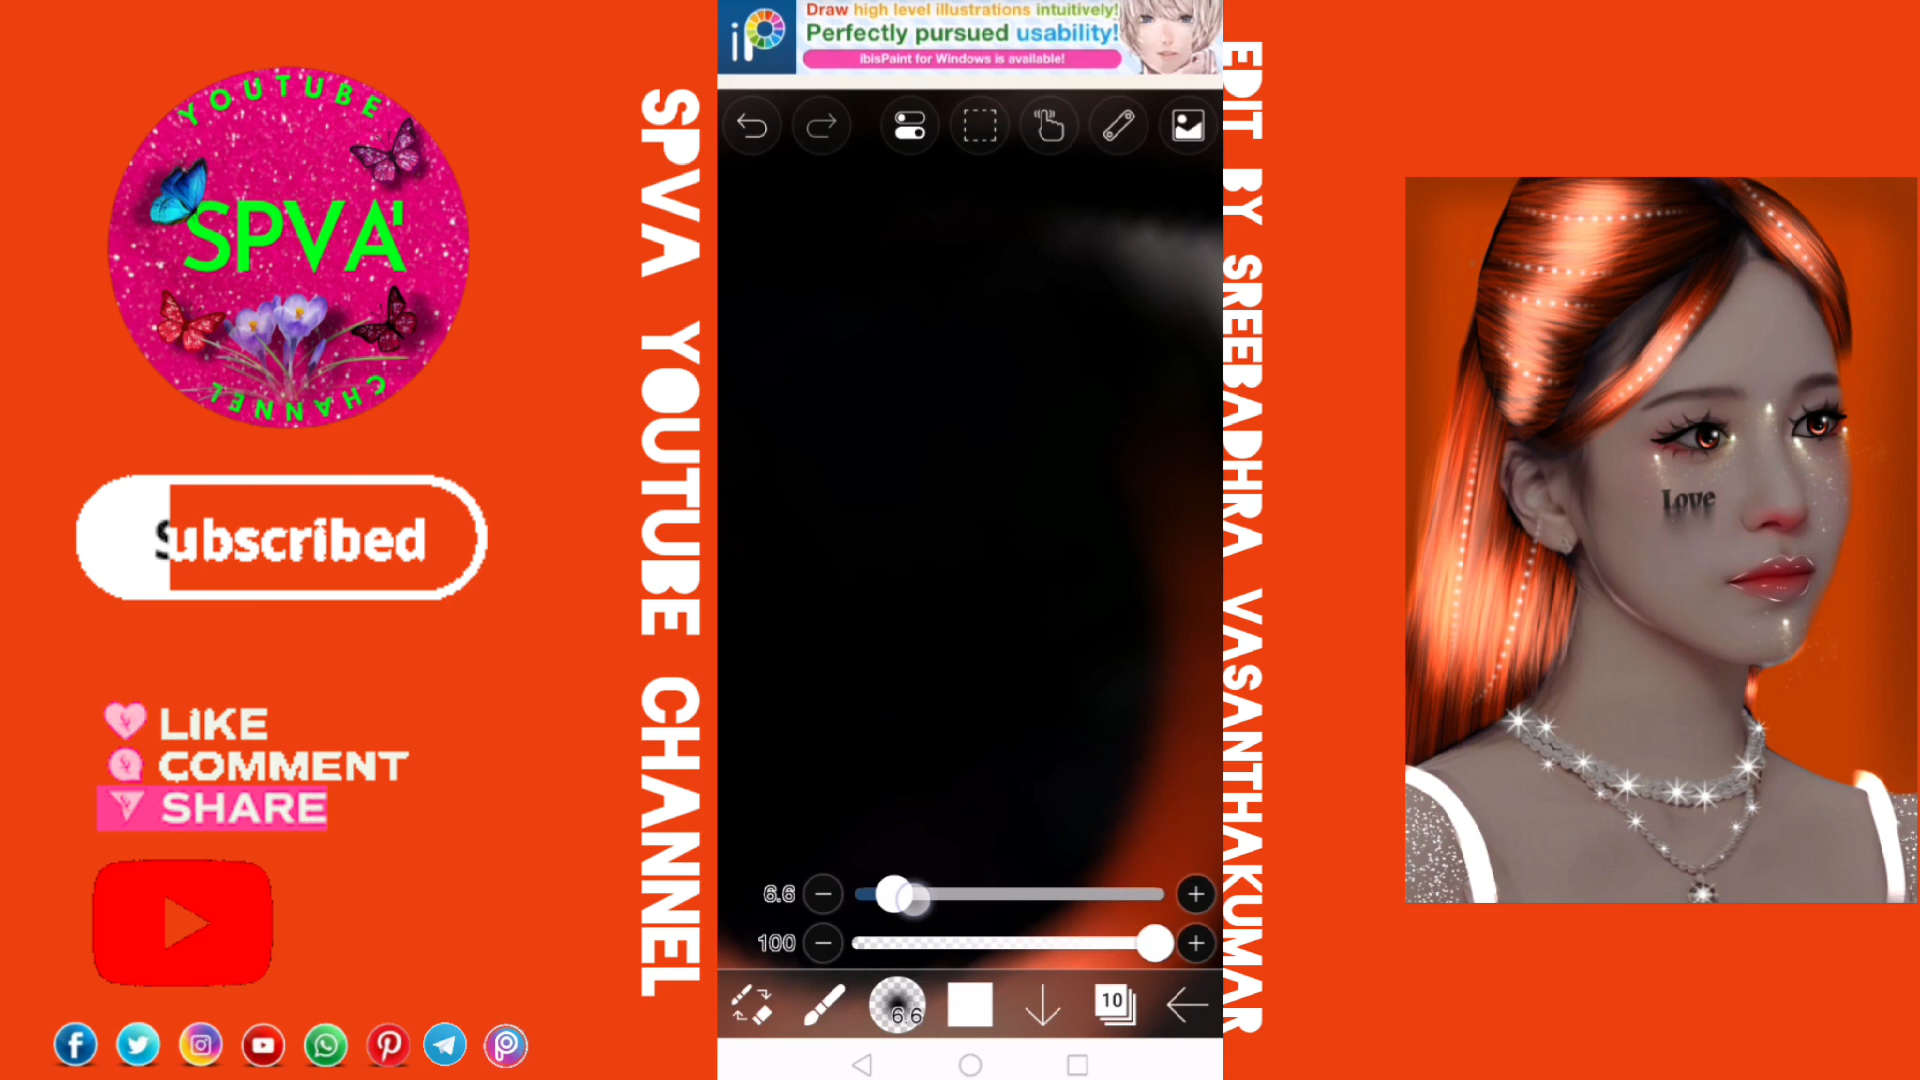 YOUTUBE
SPVA'
CHANNEL
Subscribed
LIKE
COMMENT
SHARE
SPVA YOUTUBE CHANNEL
iP
Draw high level illustrations intuitively!
Perfectly pursued usability!
ibisPaint for Windows is available!
6.6
100
6.6
10
EDIT BY SREEBADHRA VASANTHAKUMAR
Love